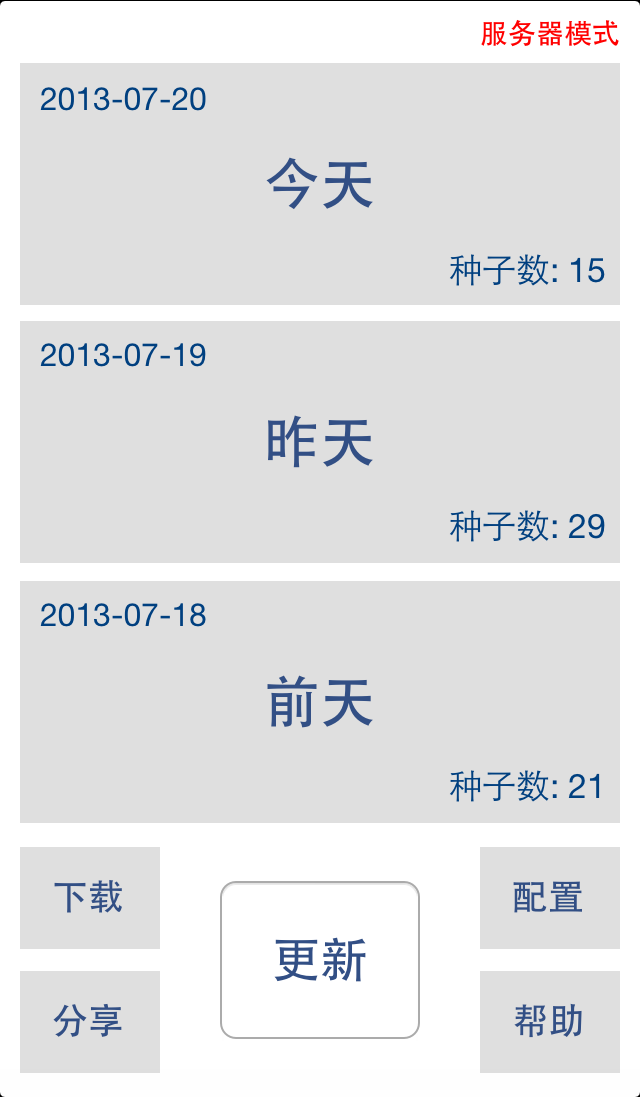 服务器模式
2013-07-20
今天
种子数: 15
2013-07-19
昨天
种子数: 29
2013-07-18
前天
种子数: 21
下载
配置
更新
分享
帮助